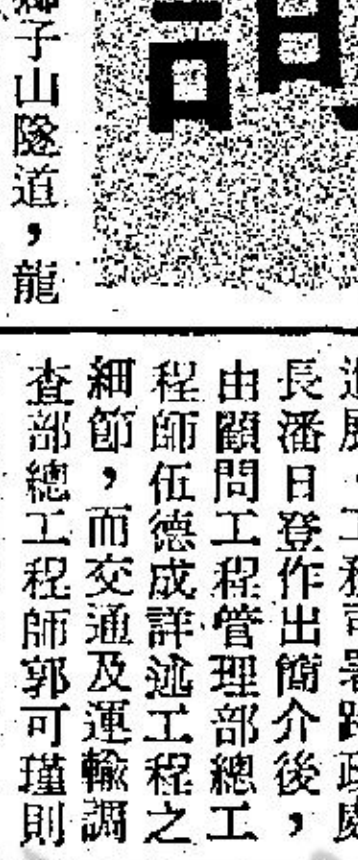 長潘日登作出簡介後，
由顧問工程管理部總工
程師伍德成詳述工程之
細節，而交通及運輸調
查部總工程師郭可瑾則
子山隧道，龍